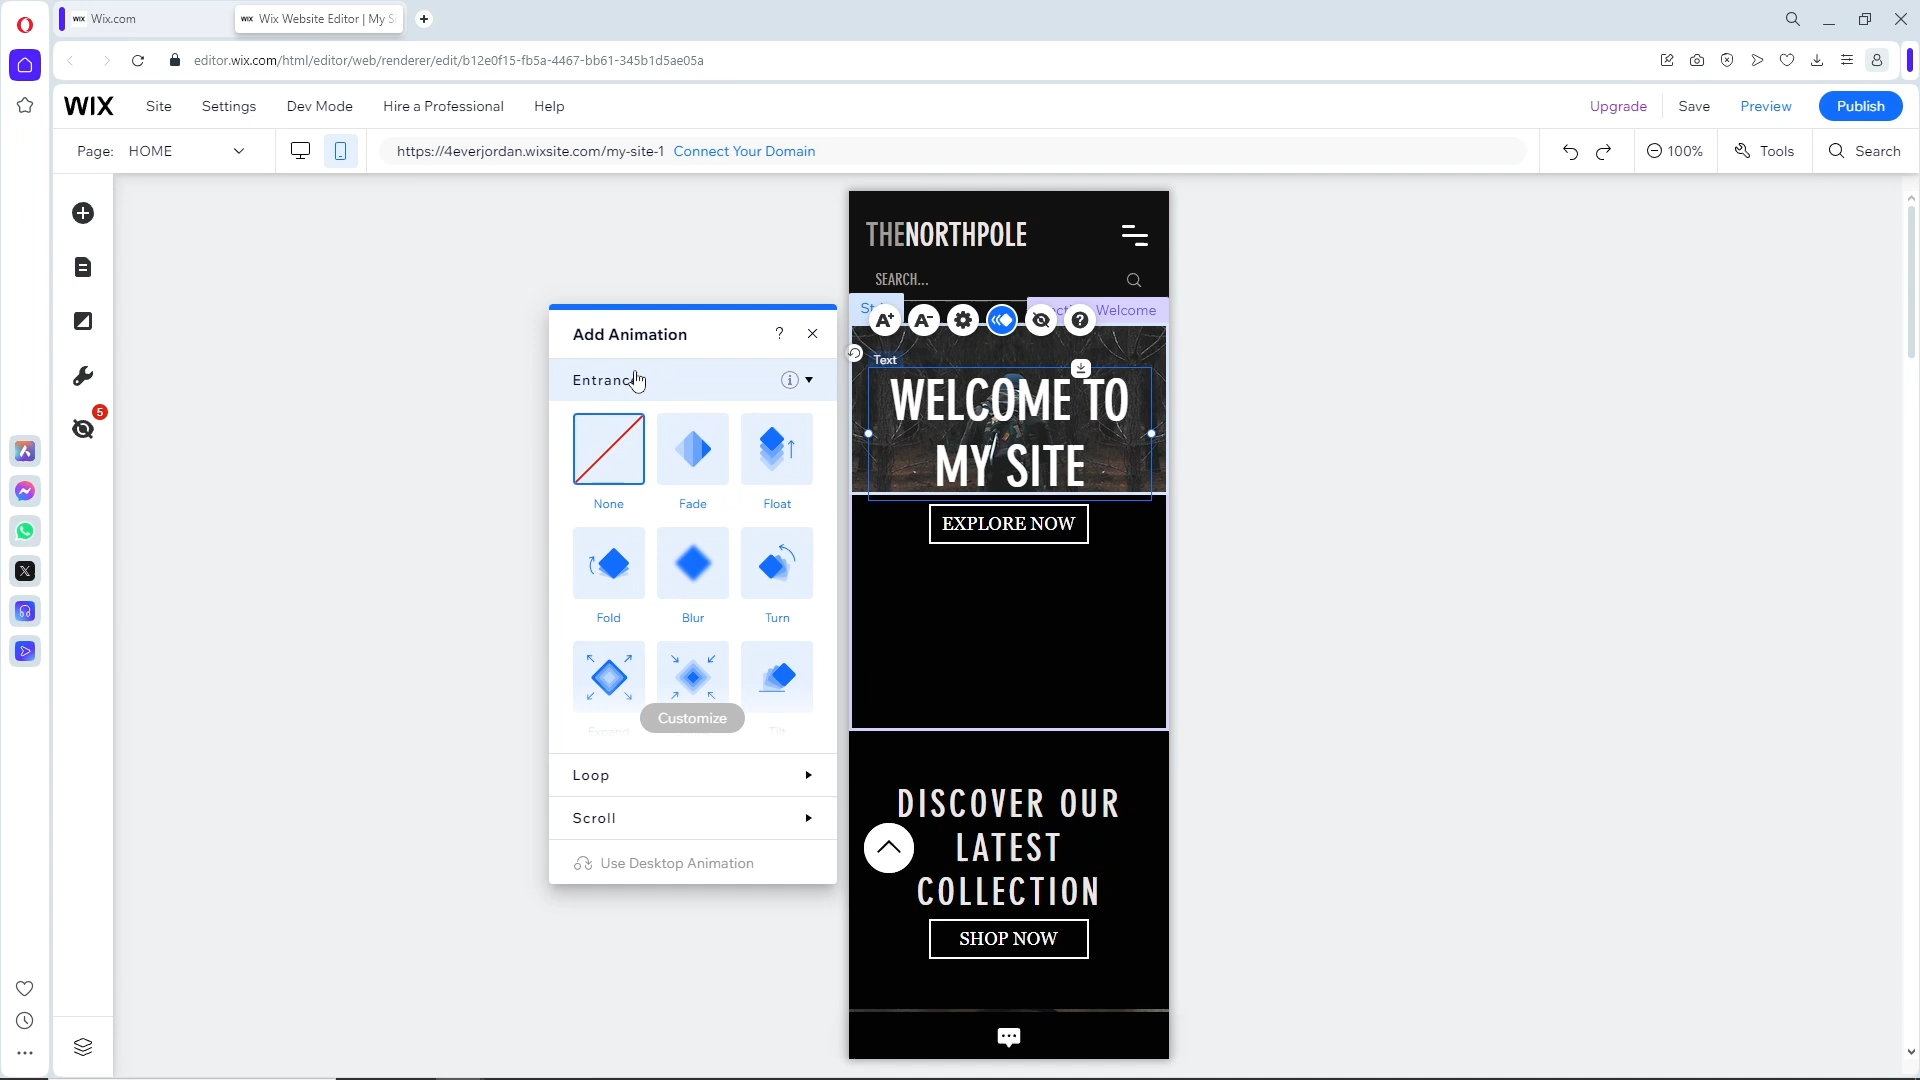 Wix.com
Wix Website Editor | My S
editor.wix.com/html/editor/web/renderer/edit/b12e0f15-fb5a-4467-bb61-345b1d5ae05a
WIX
Site
Settings
Dev Mode
Hire a Professional
Help
Upgrade
Save
Preview
Publish
Page: HOME
https://4everjordan.wixsite.com/my-site-1 Connect Your Domain
100%
Tools
Search
5
THENORTHPOLE
SEARCH...
Welcome
Text
WELCOME TO
MY SITE
EXPLORE NOW
Add Animation
?
Entrance
None
Fade
Float
Fold
Blur
Turn
Expand
Tilt
Customize
Loop
Scroll
Use Desktop Animation
DISCOVER OUR
LATEST
COLLECTION
SHOP NOW